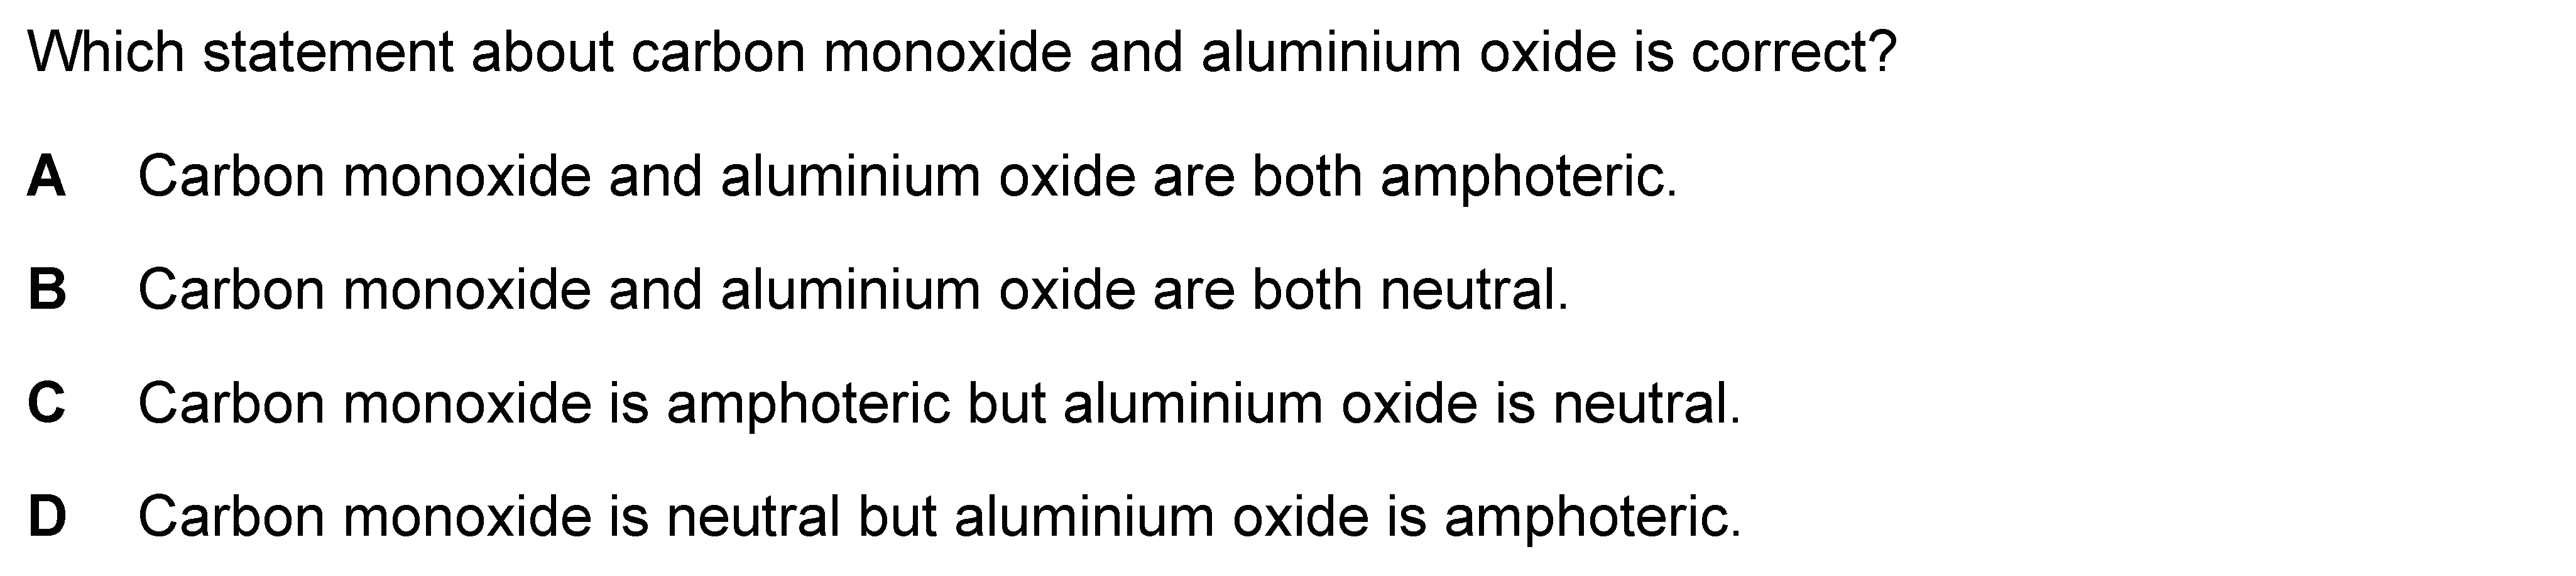 Which statement about carbon monoxide and aluminium oxide is correct?
A Carbon monoxide and aluminium oxide are both amphoteric.
B Carbon monoxide and aluminium oxide are both neutral.
C Carbon monoxide is amphoteric but aluminium oxide is neutral.
D Carbon monoxide is neutral but aluminium oxide is amphoteric.